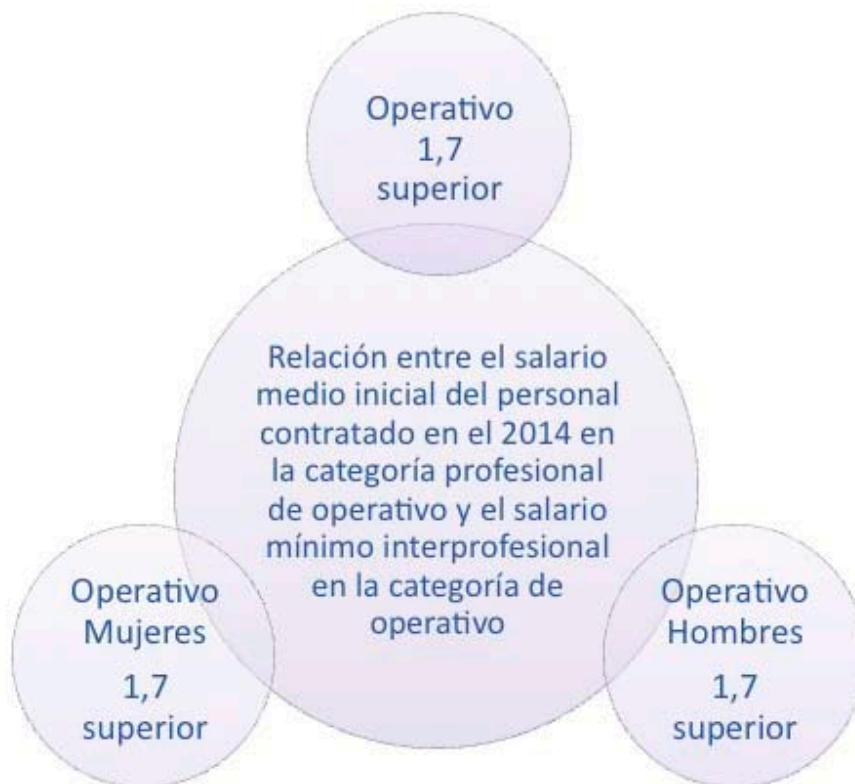 Operativo
1,7
superior
Relación entre el salario
medio inicial del personal
contratado en el 2014 en
la categoría profesional
de operativo y el salario
mínimo interprofesional
en la categoría de
operativo
Operativo
Mujeres
1,7
superior
Operativo
Hombres
1,7
superior